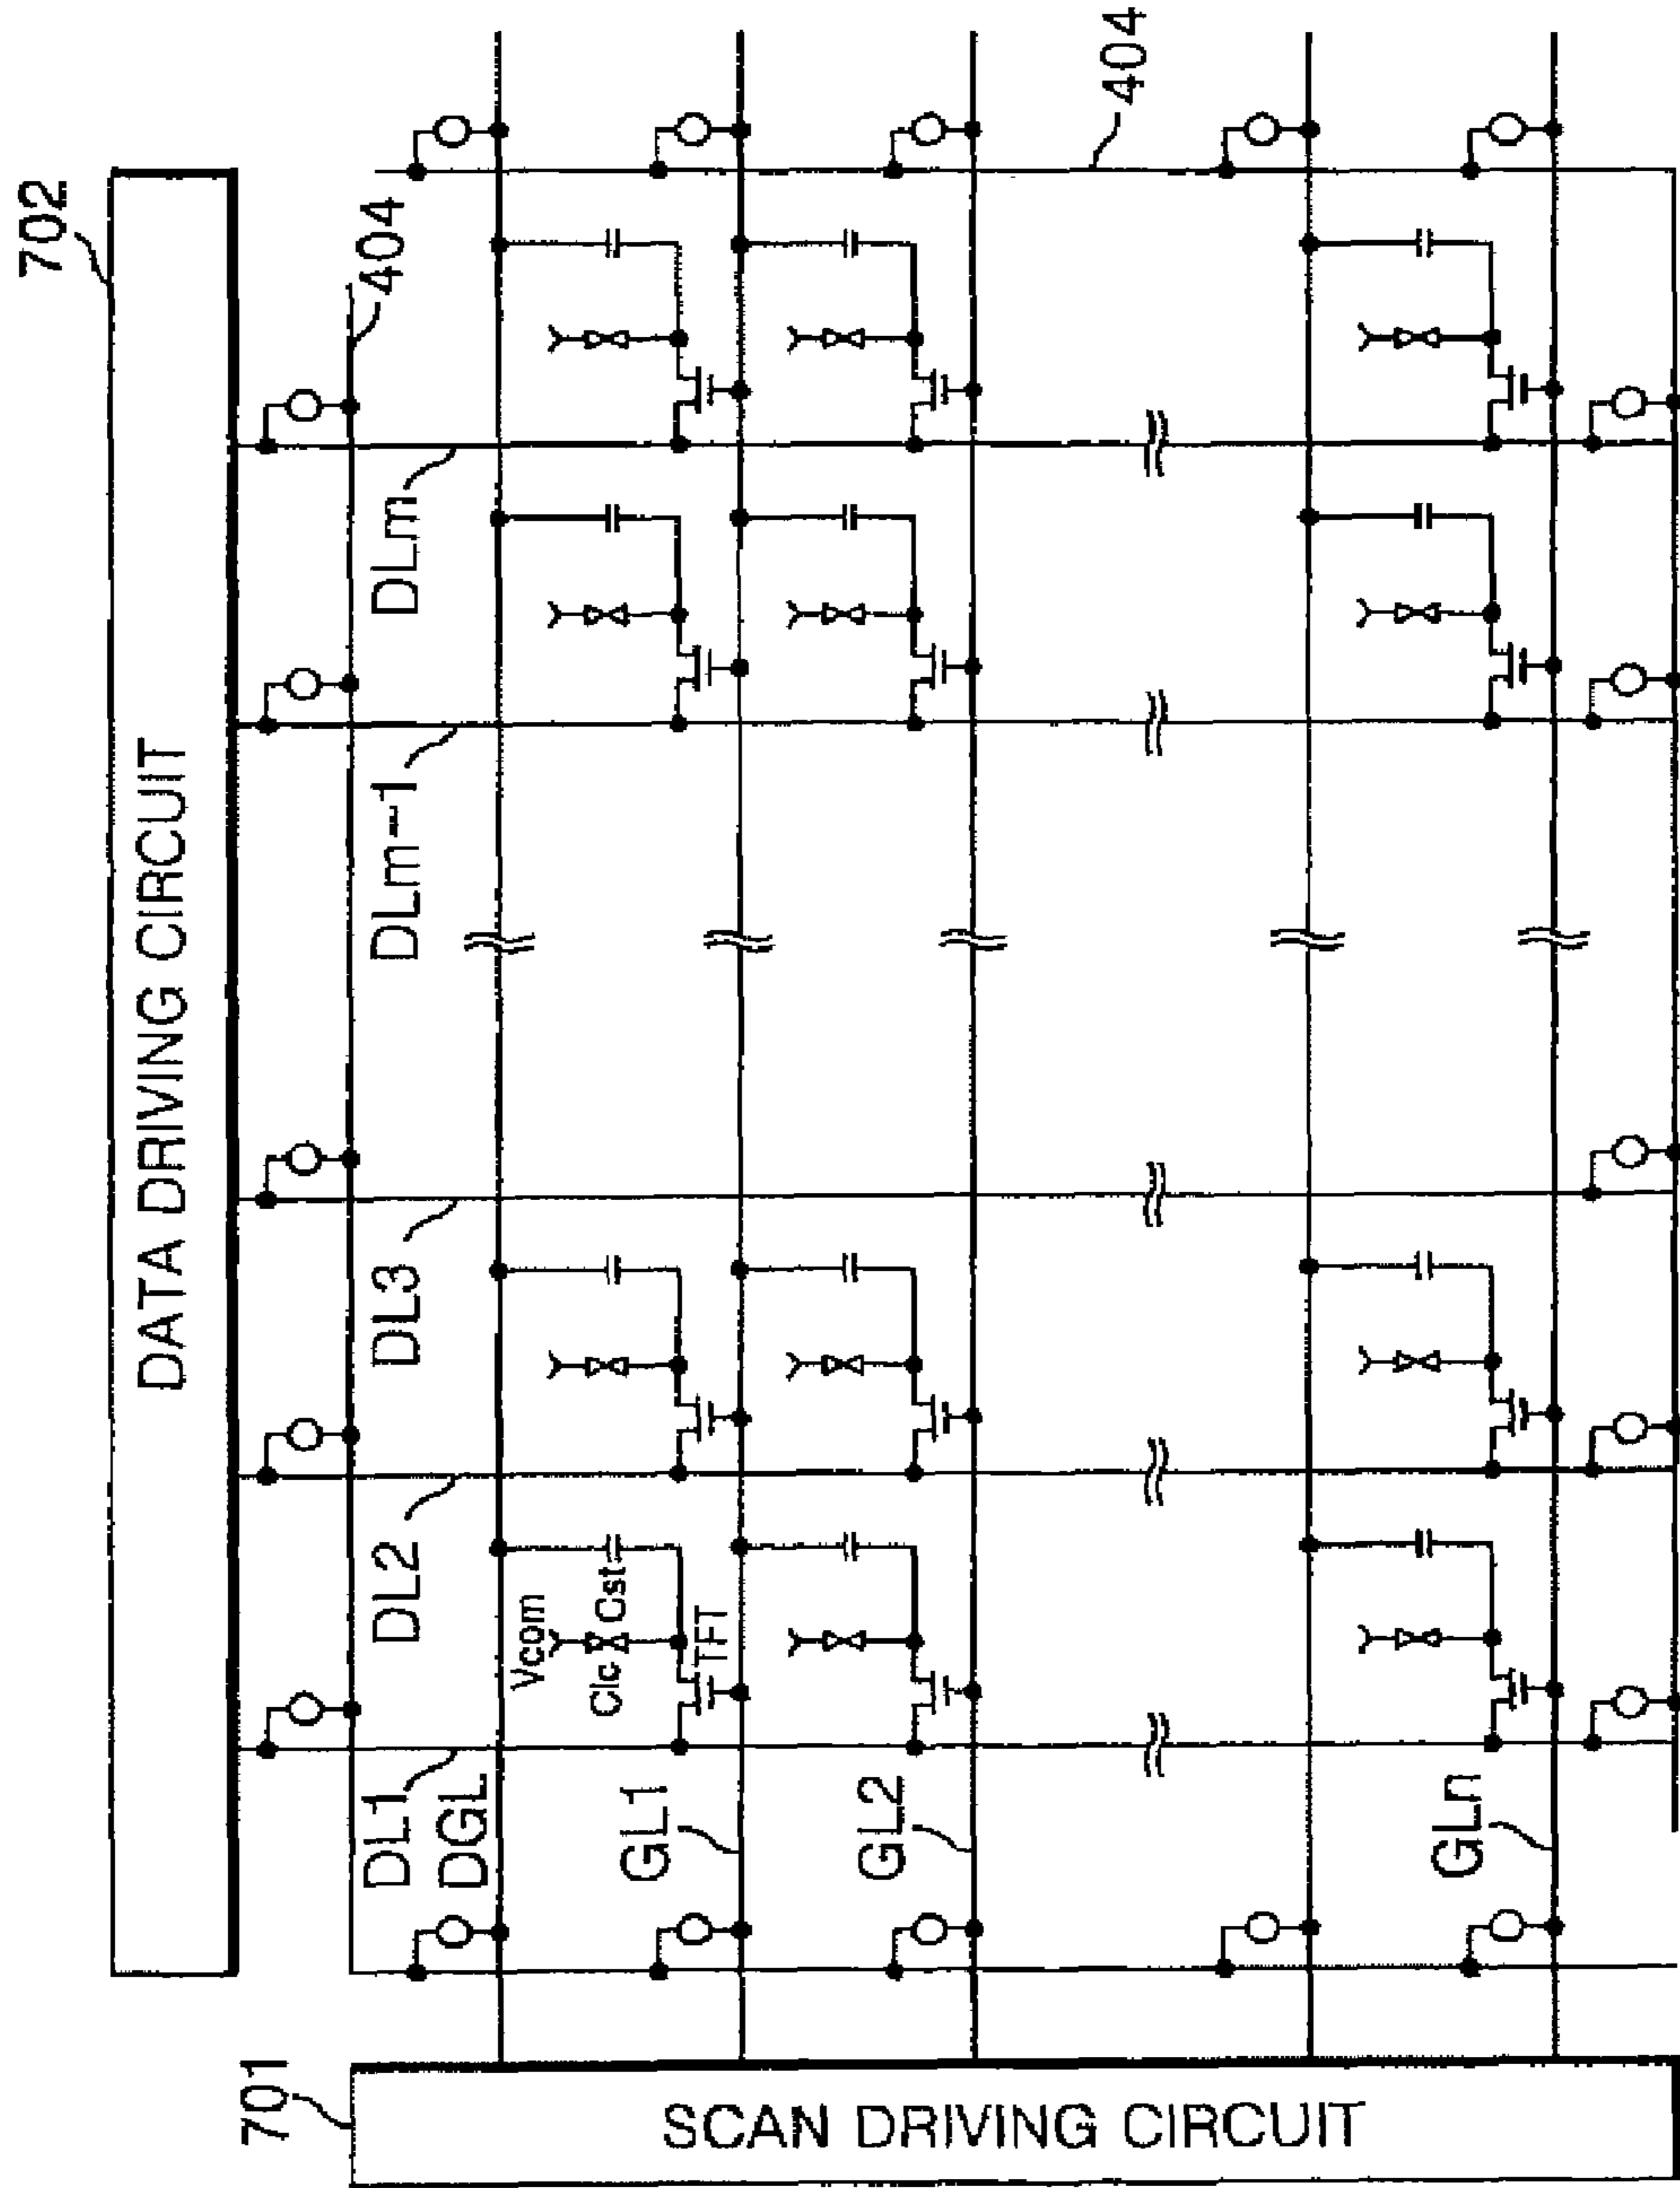 702
DATA DRIVING CIRCUIT
404
404
DL1
DL2
DL3
DLm-1
DLm
DGL
Vcom
Clc
Cst
TFT
GL1
GL2
GLn
701
SCAN DRIVING CIRCUIT